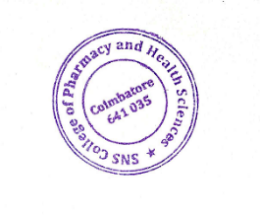 SNS College of Pharmacy and Health Sciences *
Coimbatore
641 035